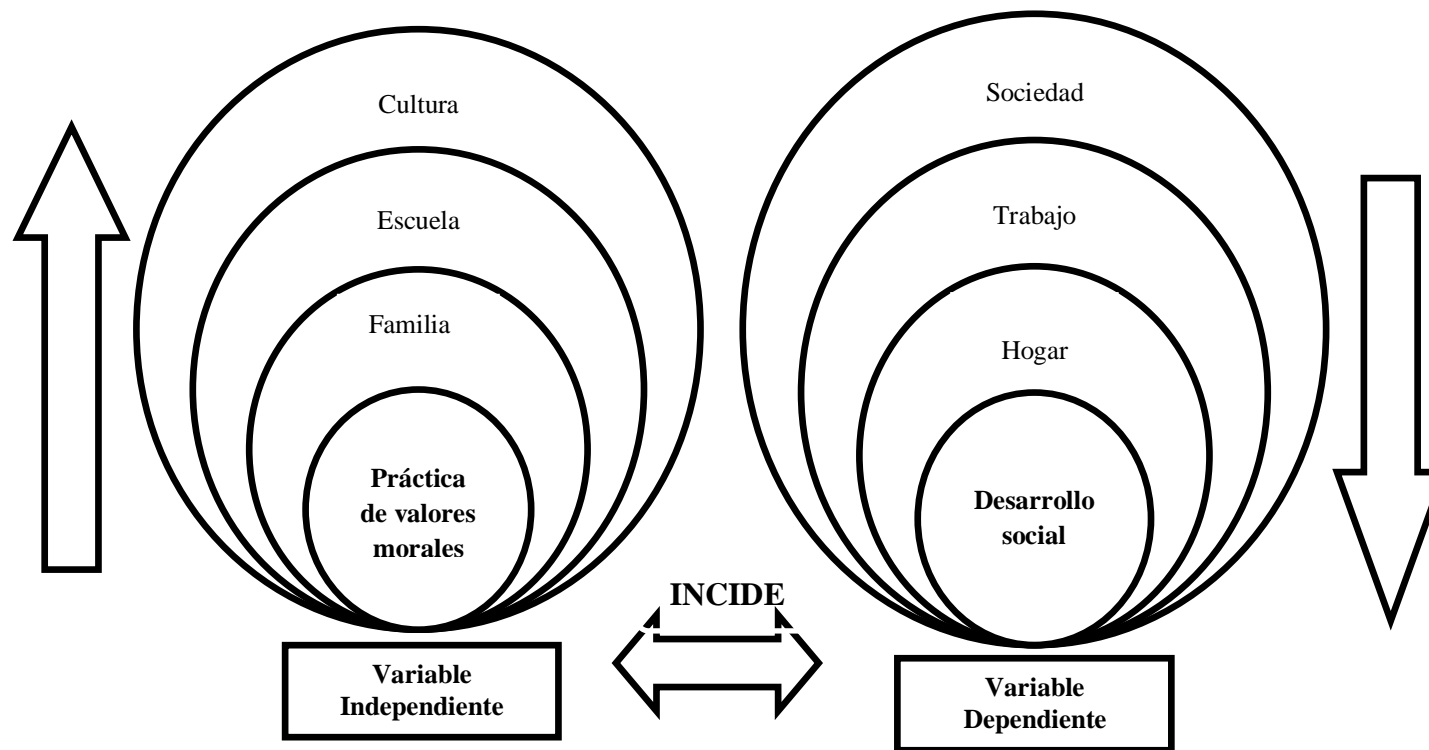 Cultura
Escuela
Familia
Práctica
de valores
morales
Variable
Independiente
INCIDE
Sociedad
Trabajo
Hogar
Desarrollo
social
Variable
Dependiente